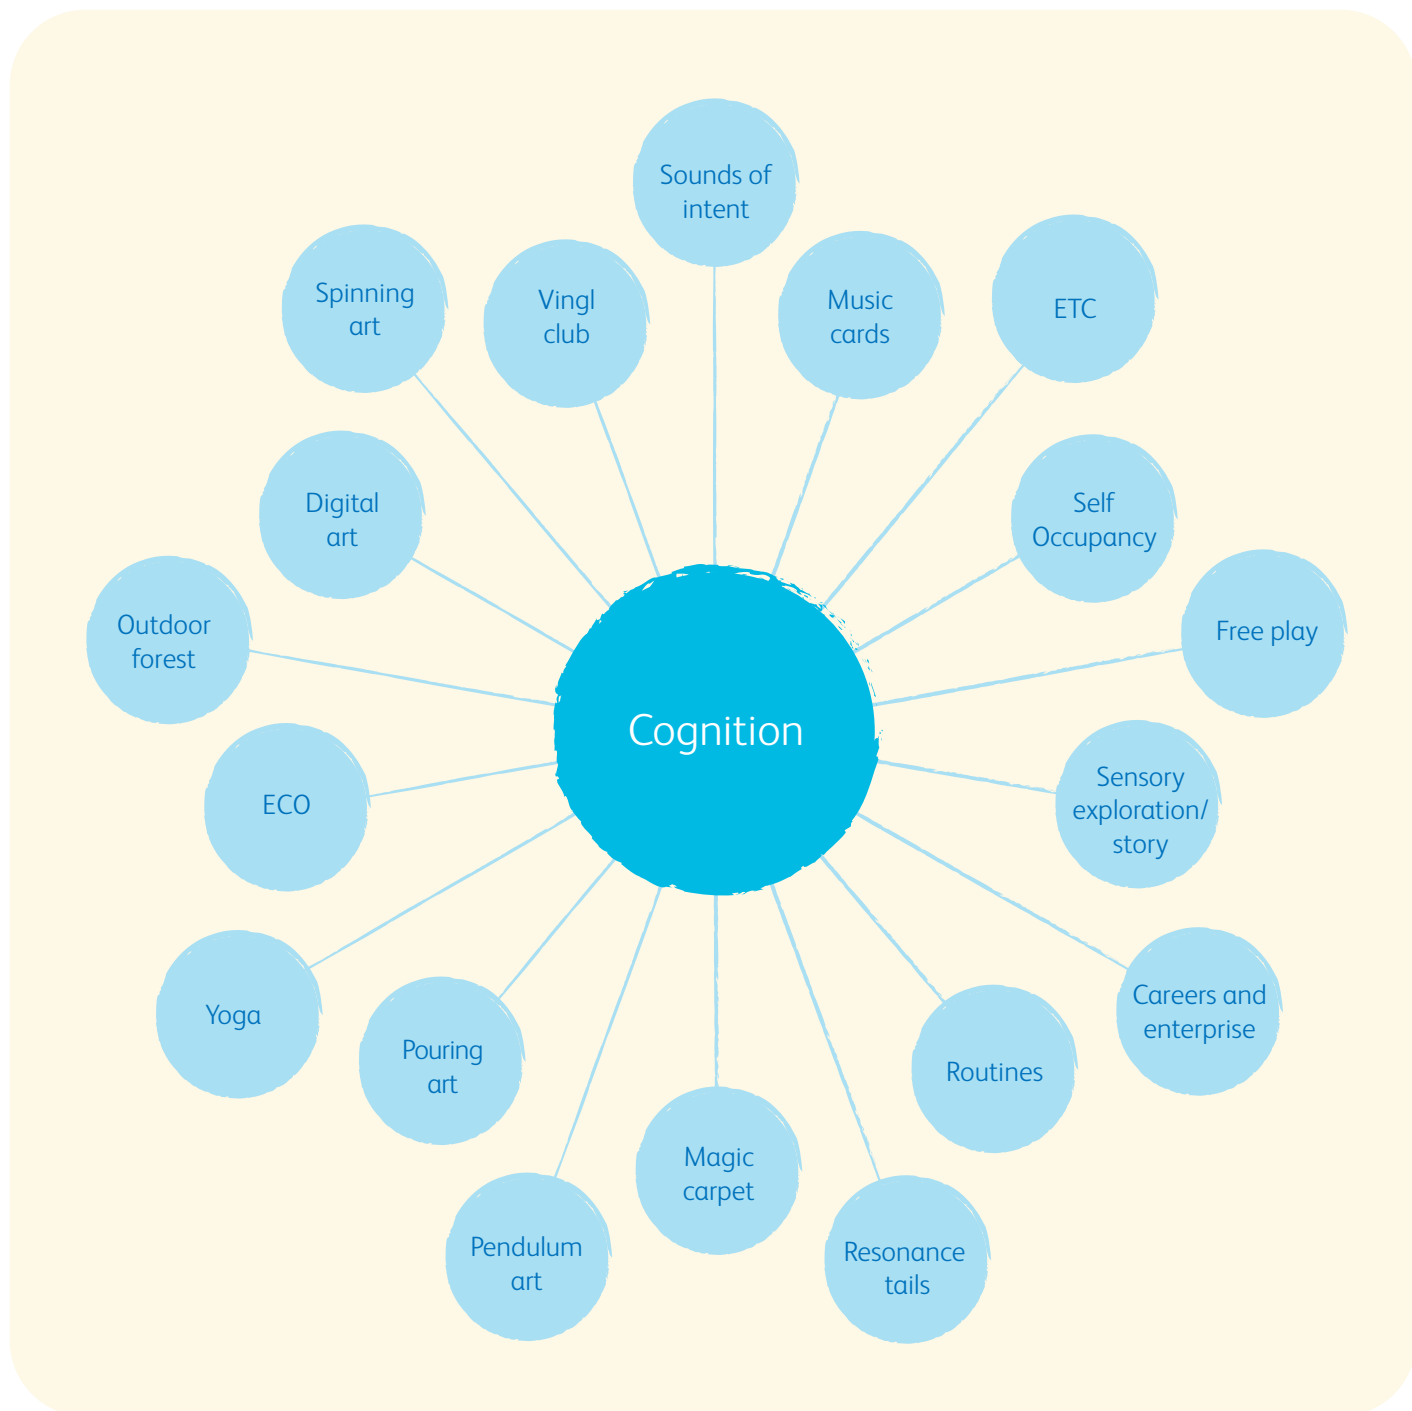 Sounds of
intent
Music
cards
ETC
Self
Occupancy
Free play
Sensory
exploration/
story
Careers and
enterprise
Routines
Resonance
tails
Magic
carpet
Pendulum
art
Pouring
art
Yoga
ECO
Outdoor
forest
Digital
art
Spinning
art
Vingl
club
Cognition